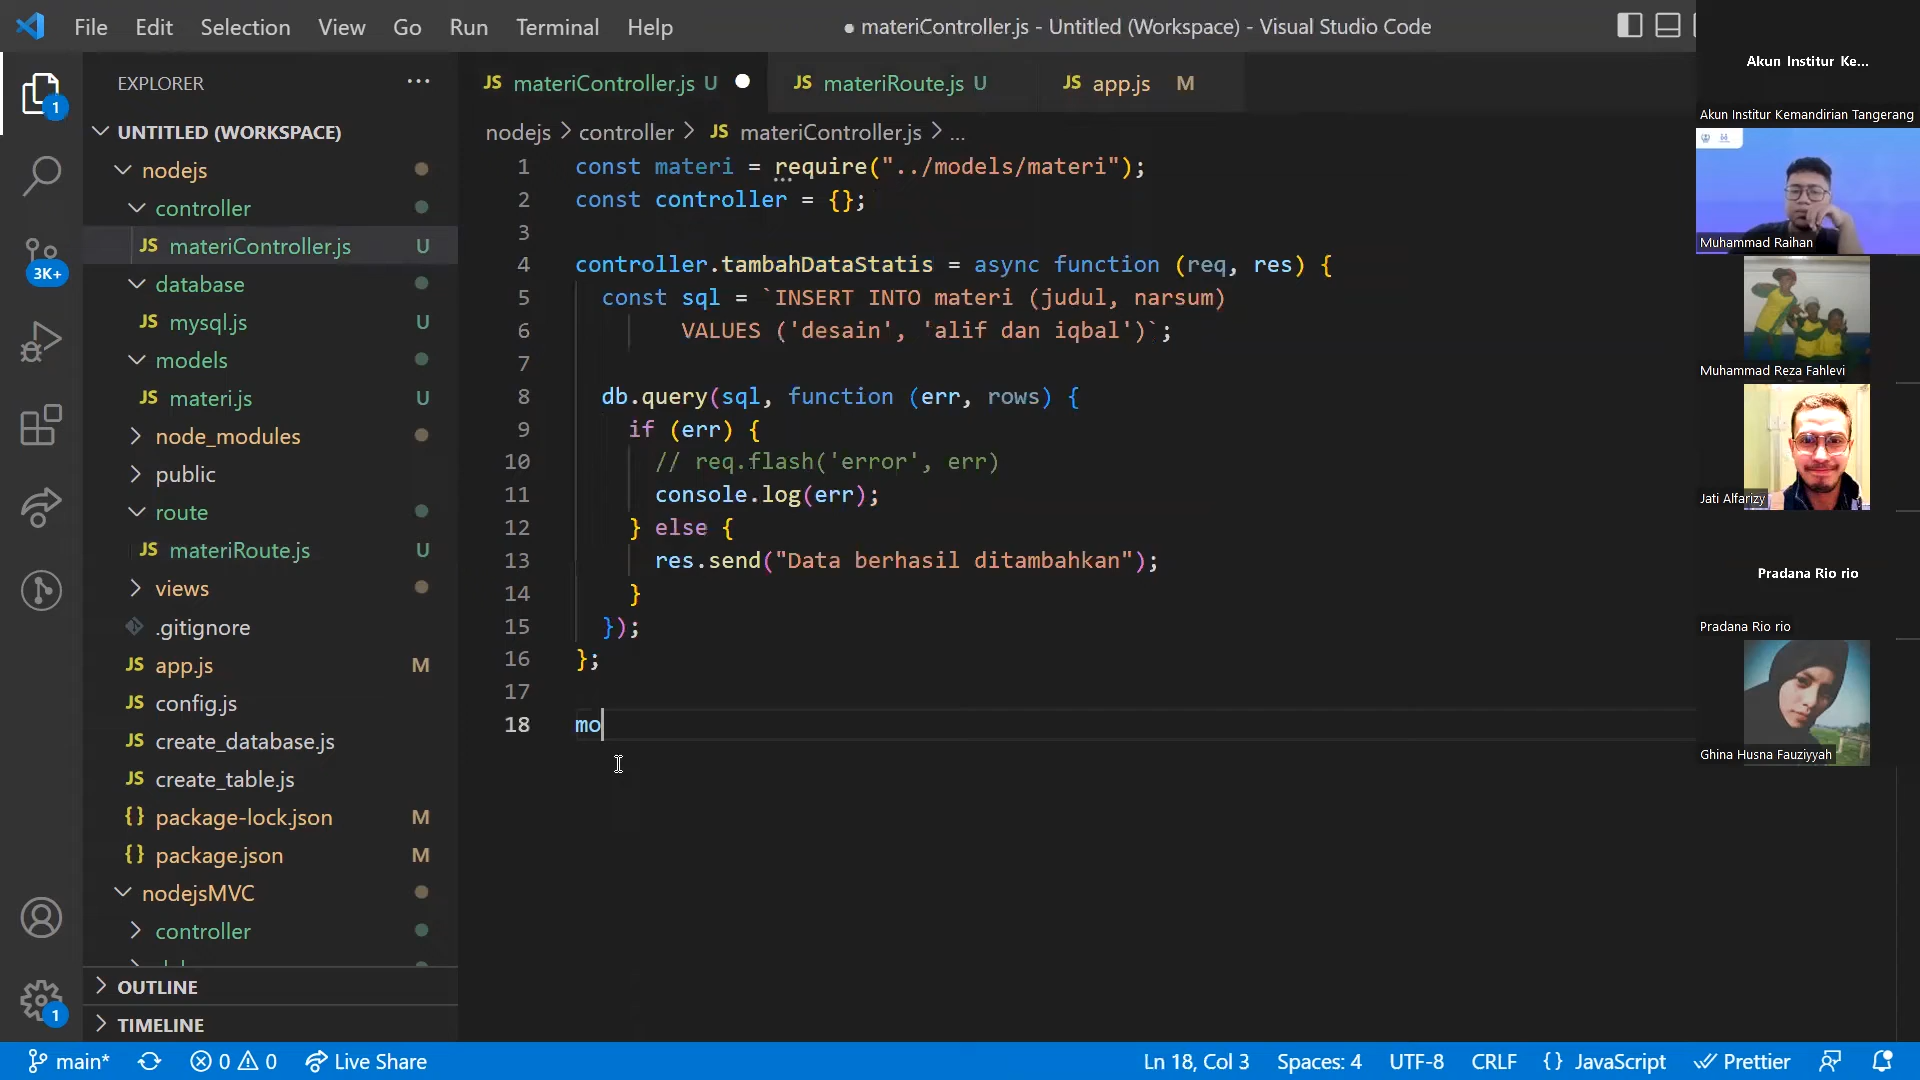 File Edit Selection View Go Run Terminal Help
● materiController.js - Untitled (Workspace) - Visual Studio Code
EXPLORER ...
UNTITLED (WORKSPACE)
nodejs
controller
JS materiController.js U
database
JS mysql.js U
models
JS materi.js U
node_modules
public
route
JS materiRoute.js U
views
.gitignore
JS app.js M
JS config.js
JS create_database.js
JS create_table.js
{} package-lock.json M
{} package.json M
nodejsMVC
controller
OUTLINE
TIMELINE
1
3K+
1
JS materiController.js U ●
JS materiRoute.js U
JS app.js M
nodejs > controller > JS materiController.js > ...
1 const materi = require("../models/materi");
2 const controller = {};
3
4 controller.tambahDataStatis = async function (req, res) {
5 const sql = `INSERT INTO materi (judul, narsum)
6 VALUES ('desain', 'alif dan iqbal')`;
7
8 db.query(sql, function (err, rows) {
9 if (err) {
10 // req.flash('error', err)
11 console.log(err);
12 } else {
13 res.send("Data berhasil ditambahkan");
14 }
15 });
16 };
17
18 mo
Akun Institur Ke...
Akun Institur Kemandirian Tangerang
Muhammad Raihan
Muhammad Reza Fahlevi
Jati Alfarizy
Pradana Rio rio
Pradana Rio rio
Ghina Husna Fauziyyah
main* 0 0 Live Share
Ln 18, Col 3 Spaces: 4 UTF-8 CRLF {} JavaScript Prettier